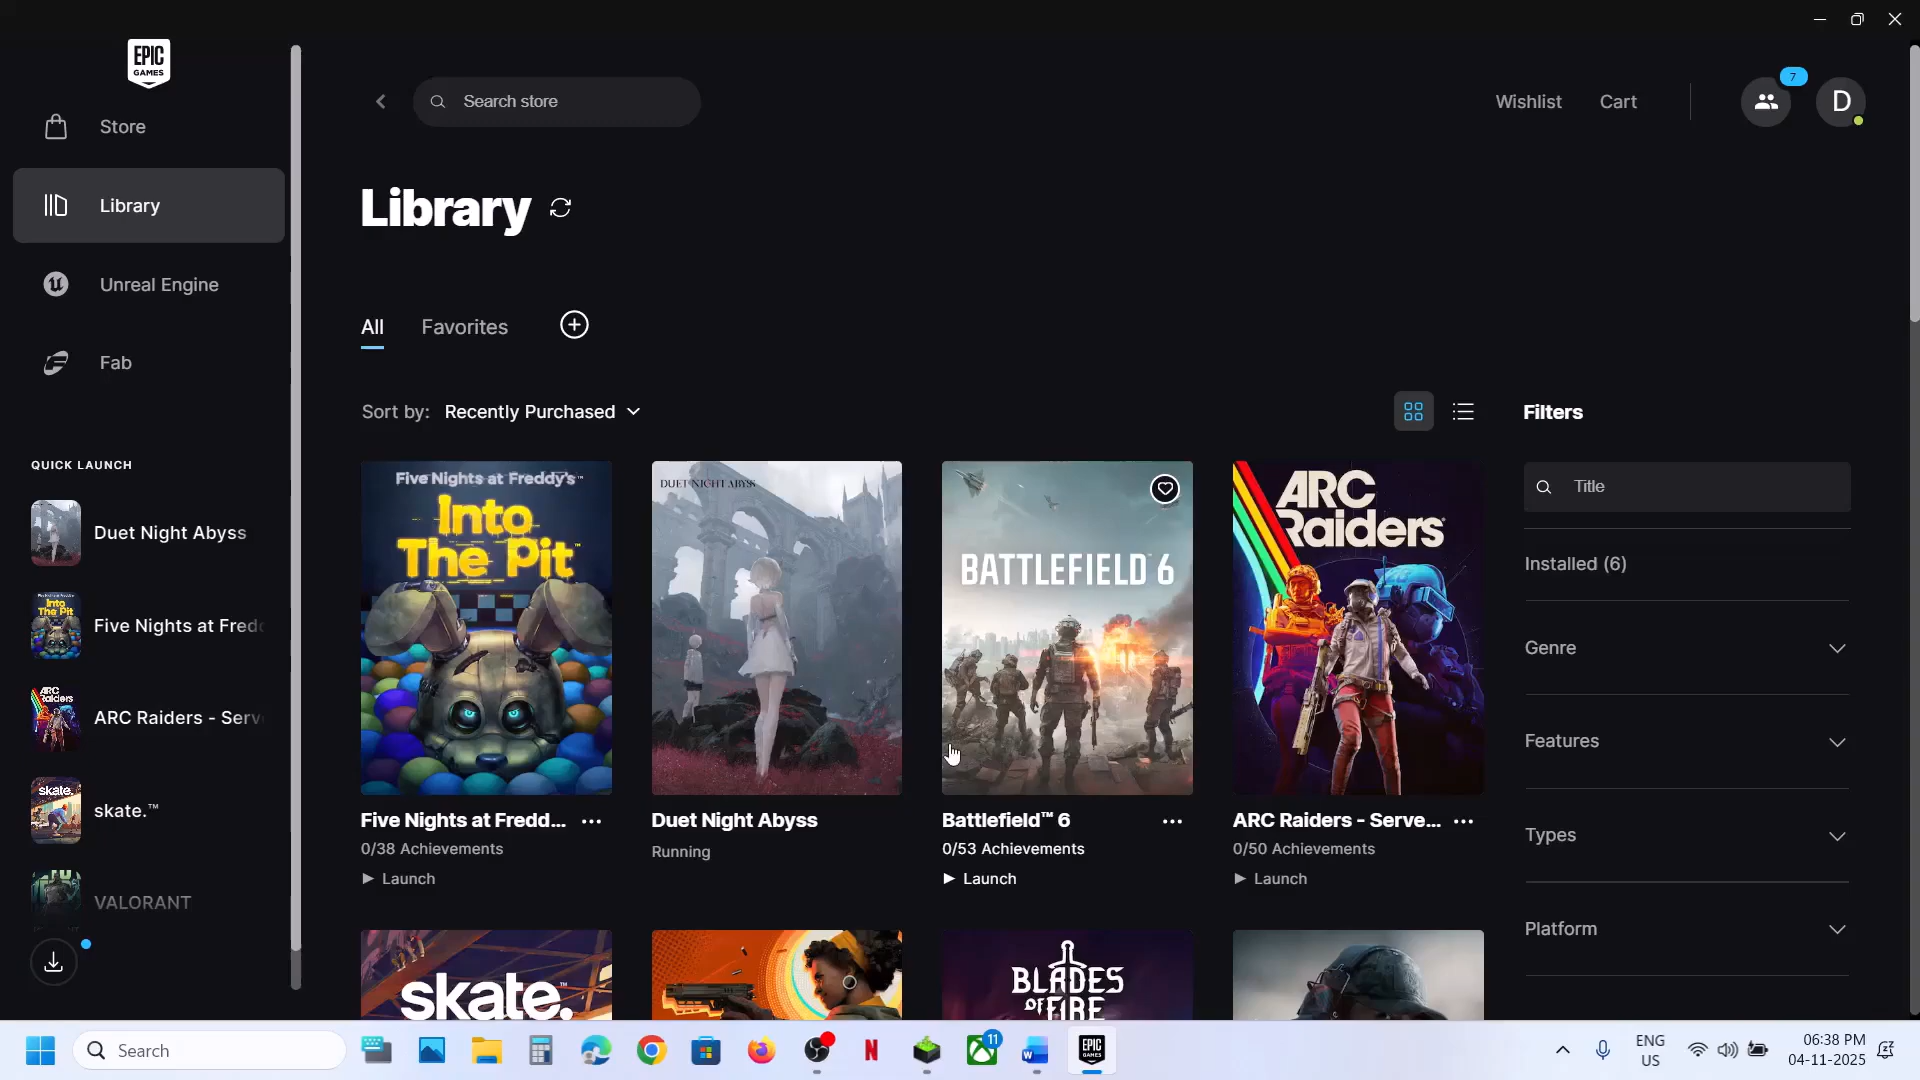 EPIC
GAMES
Store
Library
Unreal Engine
Fab
QUICK LAUNCH
Duet Night Abyss
Five Nights at Fredd
ARC Raiders - Serv
skate.™
VALORANT
Search store
Wishlist
Cart
7
D
Library
All
Favorites
Sort by: Recently Purchased
Five Nights at Freddy's™
Into
The Pit
DUET NIGHT ABYSS
BATTLEFIELD 6
ARC
Raiders
Five Nights at Fredd...
0/38 Achievements
Launch
Duet Night Abyss
Running
Battlefield™ 6
0/53 Achievements
Launch
ARC Raiders - Serve...
0/50 Achievements
Launch
skate.™
BLADES
OF FIRE
Filters
Title
Installed (6)
Genre
Features
Types
Platform
Search
11
ENG
US
06:38 PM
04-11-2025